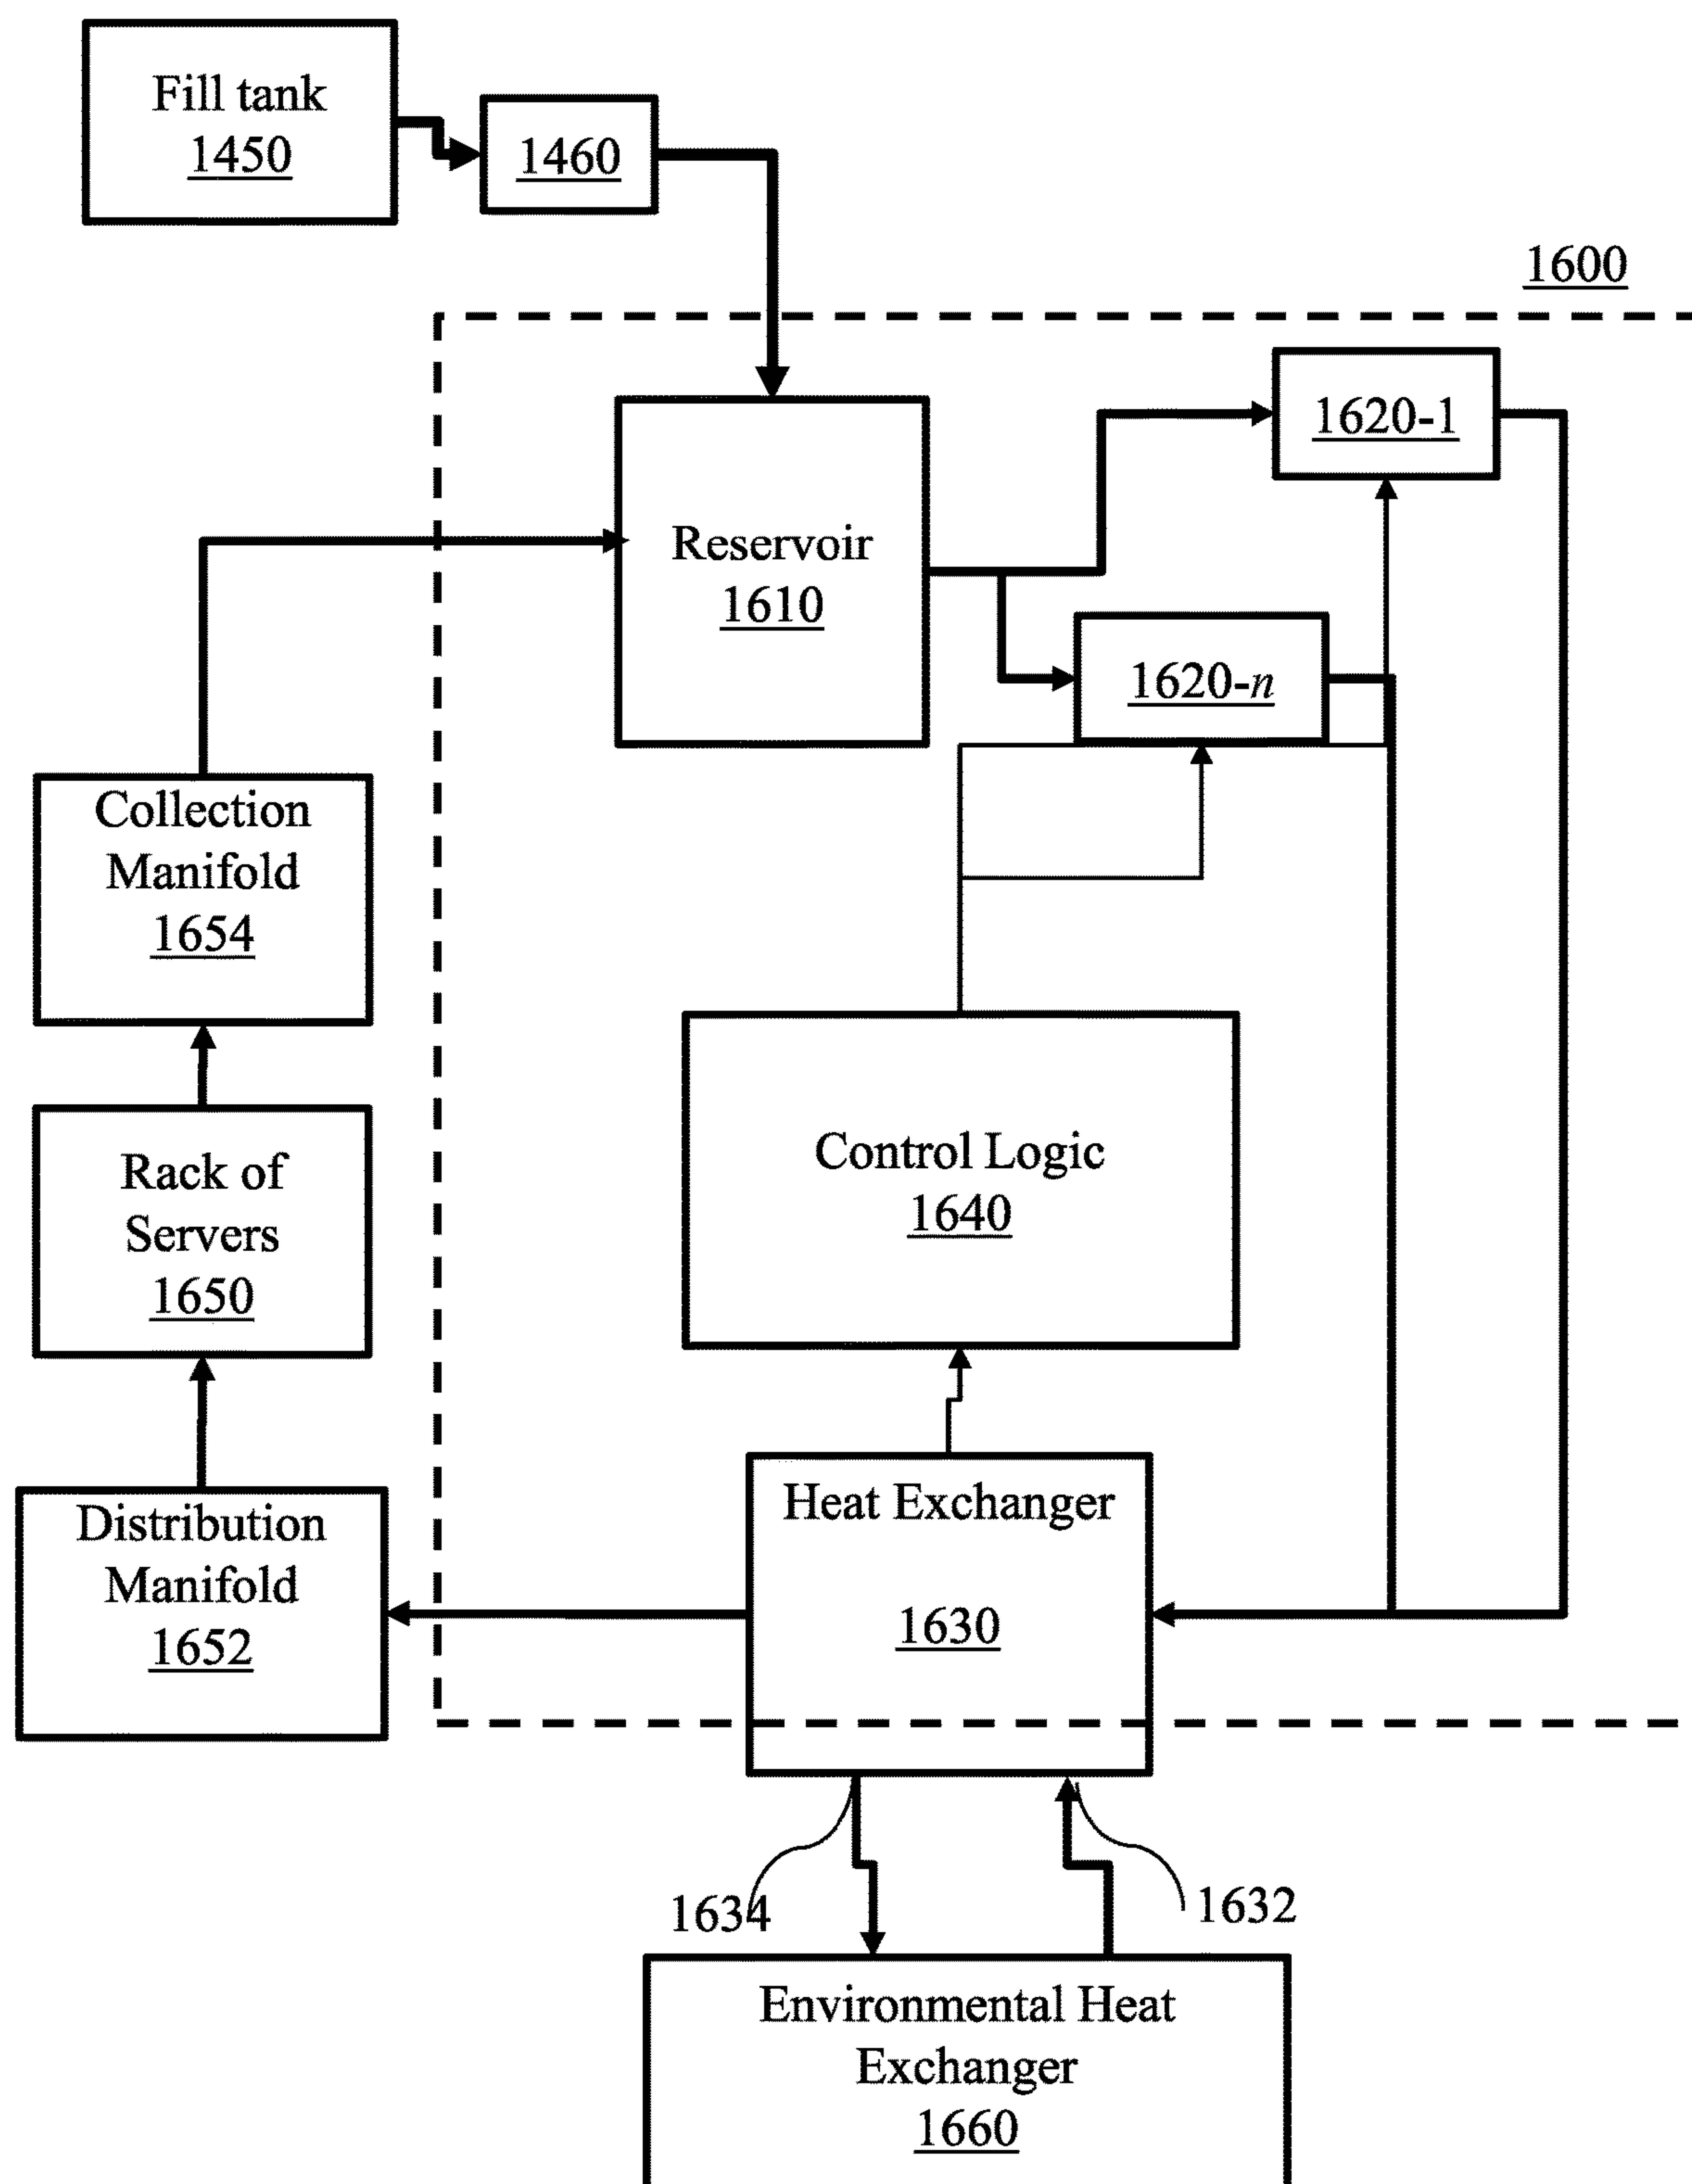 Fill tank
1450
1460
1600
1620-1
Reservoir
1610
1620-n
Collection
Manifold
1654
Control Logic
1640
Rack of
Servers
1650
Heat Exchanger
1630
Distribution
Manifold
1652
1634
1632
Environmental Heat
Exchanger
1660